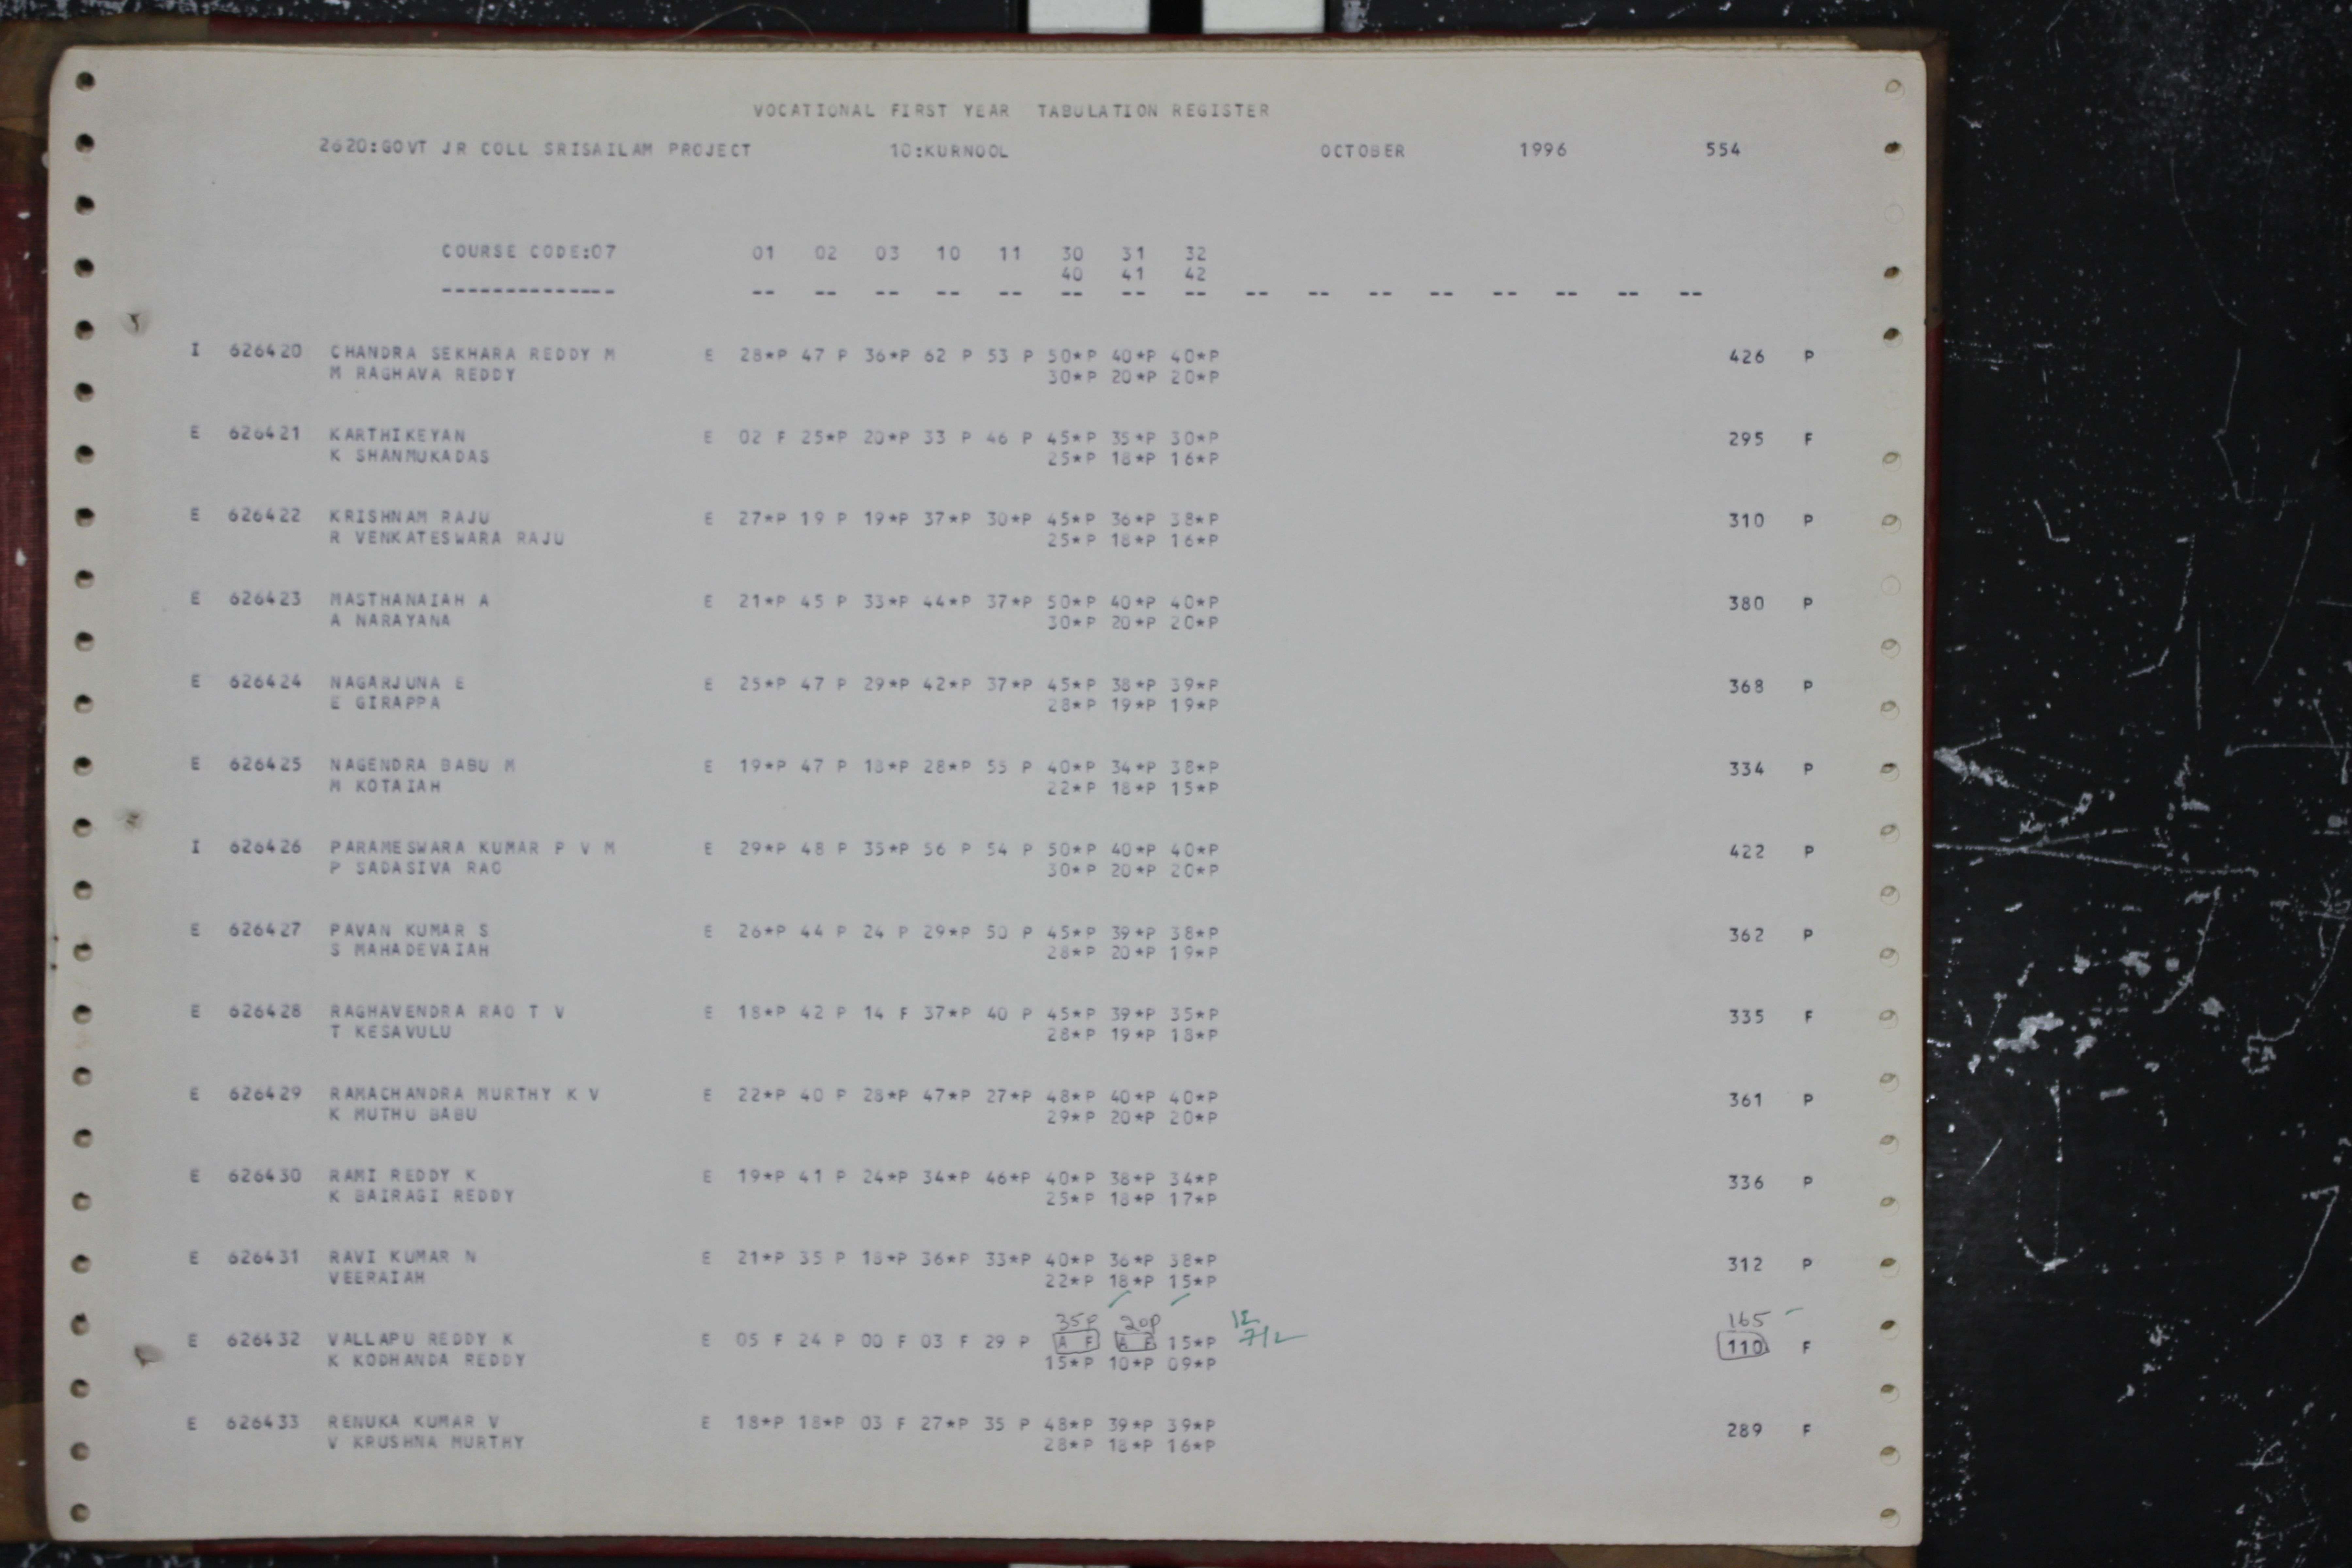 VOCATIONAL FIRST YEAR TABULATION REGISTER
2620:GOVT JR COLL SRISAILAM PROJECT 10:KURNOOL OCTOBER 1996 554
COURSE CODE:07 01 02 03 10 11 30 31 32
40 41 42
-------------- -- -- -- -- -- -- -- -- -- -- -- -- -- -- -- --
I 626420 CHANDRA SEKHARA REDDY M E 28*P 47 P 36*P 62 P 53 P 50*P 40*P 40*P 426 P
M RAGHAVA REDDY 30*P 20*P 20*P
E 626421 KARTHIKEYAN E 02 F 25*P 20*P 33 P 46 P 45*P 35*P 30*P 295 F
K SHANMUKADAS 25*P 18*P 16*P
E 626422 KRISHNAM RAJU E 27*P 19 P 19*P 37*P 30*P 45*P 36*P 38*P 310 P
R VENKATESWARA RAJU 25*P 18*P 16*P
E 626423 MASTHANAIAH A E 21*P 45 P 33*P 44*P 37*P 50*P 40*P 40*P 380 P
A NARAYANA 30*P 20*P 20*P
E 626424 NAGARJUNA E E 25*P 47 P 29*P 42*P 37*P 45*P 38*P 39*P 368 P
E GIRAPPA 28*P 19*P 19*P
E 626425 NAGENDRA BABU M E 19*P 47 P 18*P 28*P 55 P 40*P 34*P 38*P 334 P
M KOTAIAH 22*P 18*P 15*P
I 626426 PARAMESWARA KUMAR P V M E 29*P 48 P 35*P 56 P 54 P 50*P 40*P 40*P 422 P
P SADASIVA RAO 30*P 20*P 20*P
E 626427 PAVAN KUMAR S E 26*P 44 P 24 P 29*P 50 P 45*P 39*P 38*P 362 P
S MAHADEVAIAH 28*P 20*P 19*P
E 626428 RAGHAVENDRA RAO T V E 18*P 42 P 14 F 37*P 40 P 45*P 39*P 35*P 335 F
T KESAVULU 28*P 19*P 18*P
E 626429 RAMACHANDRA MURTHY K V E 22*P 40 P 28*P 47*P 27*P 48*P 40*P 40*P 361 P
K MUTHU BABU 29*P 20*P 20*P
E 626430 RAMI REDDY K E 19*P 41 P 24*P 34*P 46*P 40*P 38*P 34*P 336 P
K BAIRAGI REDDY 25*P 18*P 17*P
E 626431 RAVI KUMAR N E 21*P 35 P 18*P 36*P 33*P 40*P 36*P 38*P 312 P
VEERAIAH 22*P 18*P 15*P
35P 20P 165
E 626432 VALLAPU REDDY K E 05 F 24 P 00 F 03 F 29 P A F A F 15*P 110 F
K KODHANDA REDDY 15*P 10*P 09*P
E 626433 RENUKA KUMAR V E 18*P 18*P 03 F 27*P 35 P 48*P 39*P 39*P 289 F
V KRUSHNA MURTHY 28*P 18*P 16*P